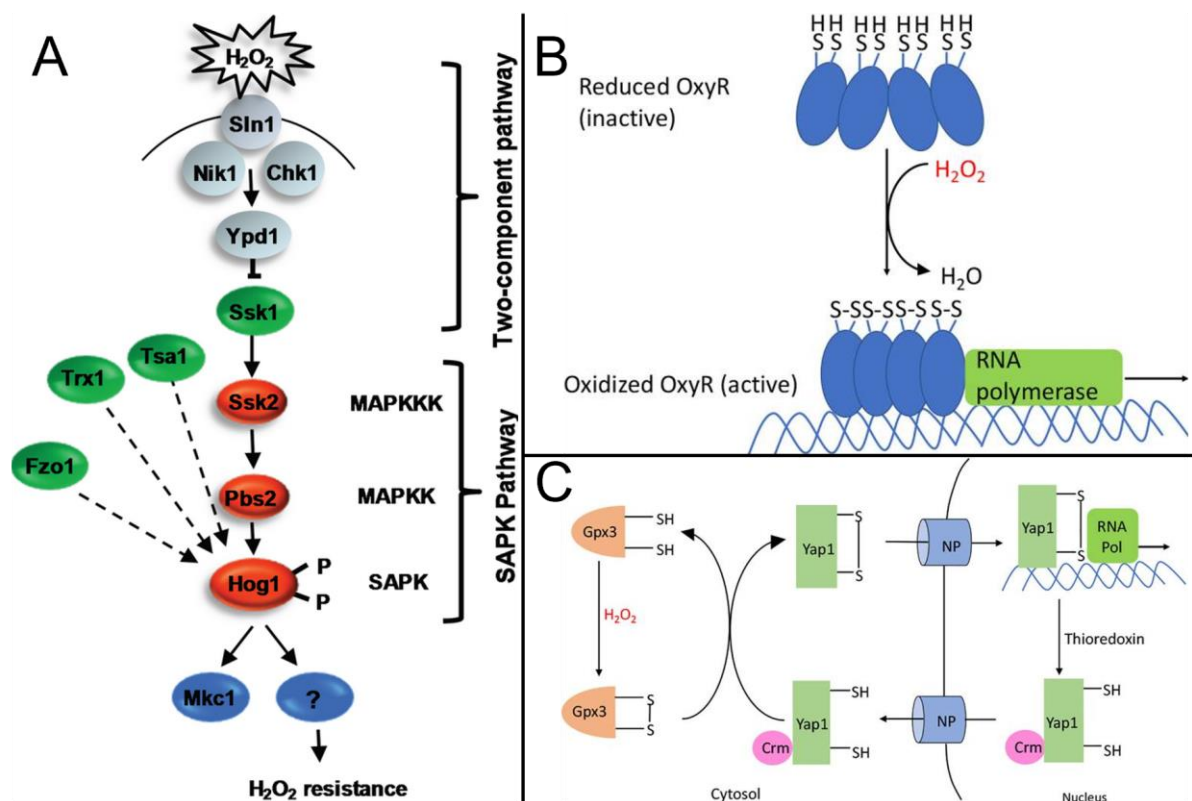 A
H₂O₂
Sln1
Nik1
Chk1
Ypd1
Ssk1
Two-component pathway
Trx1
Tsa1
Fzo1
Ssk2
MAPKKK
Pbs2
MAPKK
Hog1
P
P
SAPK
SAPK Pathway
Mkc1
?
H₂O₂ resistance
B
H H H H H H H H
S S S S S S S S
Reduced OxyR
(inactive)
H₂O₂
H₂O
S-S S-S S-S S-S
Oxidized OxyR (active)
RNA
polymerase
C
Gpx3
SH
SH
H₂O₂
Gpx3
S
S
Yap1
S
S
NP
Yap1
S
S
RNA
Pol
Thioredoxin
Crm
Yap1
SH
SH
NP
Crm
Yap1
SH
SH
Cytosol
Nucleus